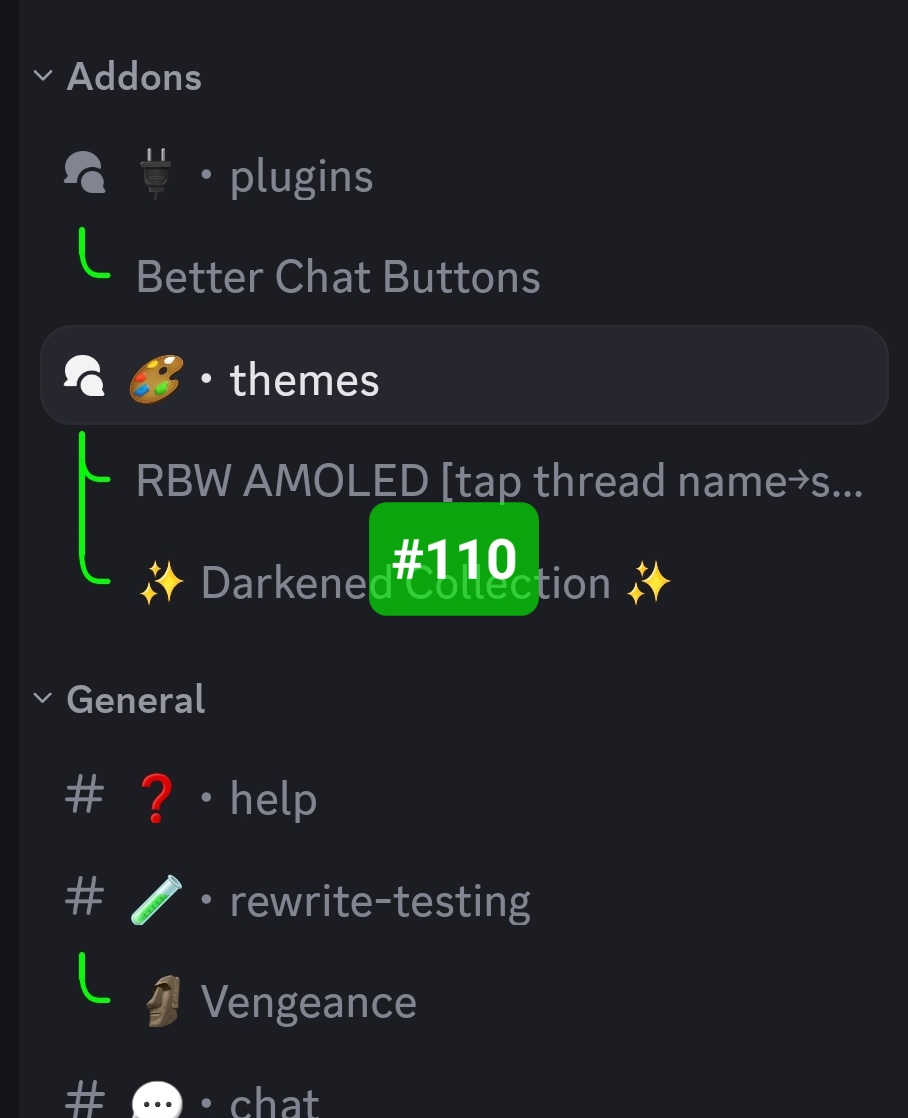 Addons
🔌 • plugins
Better Chat Buttons
🎨 • themes
RBW AMOLED [tap thread name→s...
#110
✨ Darkened Collection ✨
General
# ❓ • help
# 🧪 • rewrite-testing
🗿 Vengeance
# 💬 • chat